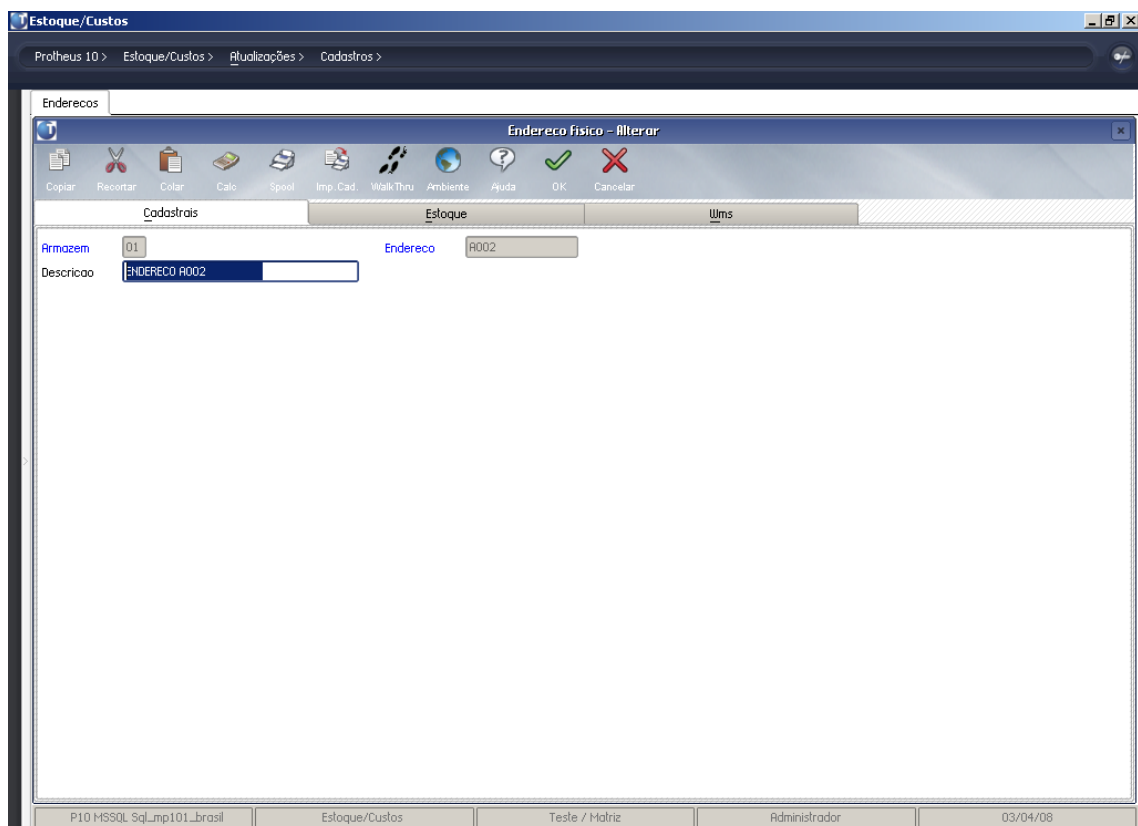 Estoque/Custos
Protheus 10 > Estoque/Custos > Atualizações > Cadastros >
Enderecos
Endereco fisico - Alterar
Copiar Recortar Colar Calc Spool Imp.Cad. WalkThru Ambiente Ajuda OK Cancelar
Cadastrais Estoque Wms
Armazem 01 Endereco A002
Descricao ENDERECO A002
P10 MSSQL Sql_mp101_brasil Estoque/Custos Teste / Matriz Administrador 03/04/08